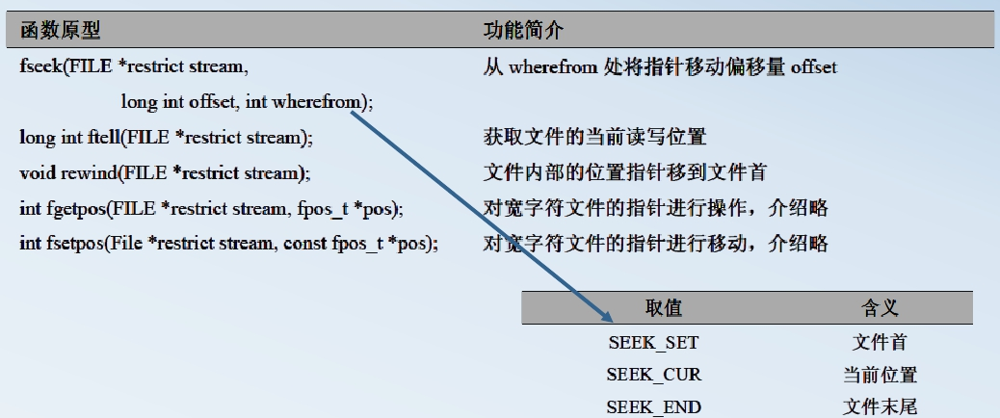 函数原型 功能简介
fseek(FILE *restrict stream, 从 wherefrom 处将指针移动偏移量 offset
long int offset, int wherefrom);
long int ftell(FILE *restrict stream); 获取文件的当前读写位置
void rewind(FILE *restrict stream); 文件内部的位置指针移到文件首
int fgetpos(FILE *restrict stream, fpos_t *pos); 对宽字符文件的指针进行操作，介绍略
int fsetpos(File *restrict stream, const fpos_t *pos); 对宽字符文件的指针进行移动，介绍略
取值 含义
SEEK_SET 文件首
SEEK_CUR 当前位置
SEEK_END 文件末尾